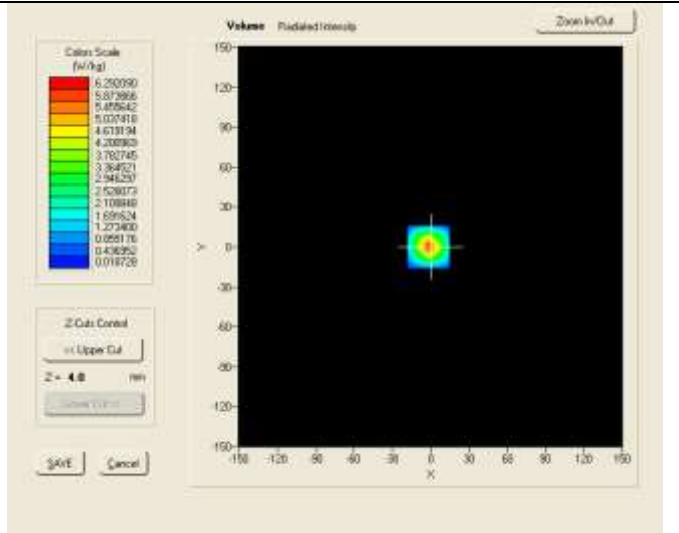 Volume Radiated Intensity
Zoom In/Out
Colors Scale
(W/kg)
6.292090
5.873866
5.455642
5.037418
4.619194
4.200969
3.782745
3.364521
2.946297
2.528073
2.109848
1.691624
1.273400
0.855176
0.436952
0.018728
Z-Cuts Control
<< Upper Cut
Z = 4.0 mm
SAVE Cancel
150
120
90
60
30
Y 0
-30
-60
-90
-120
-150
-150 -120 -90 -60 -30 0 30 60 90 120 150
X